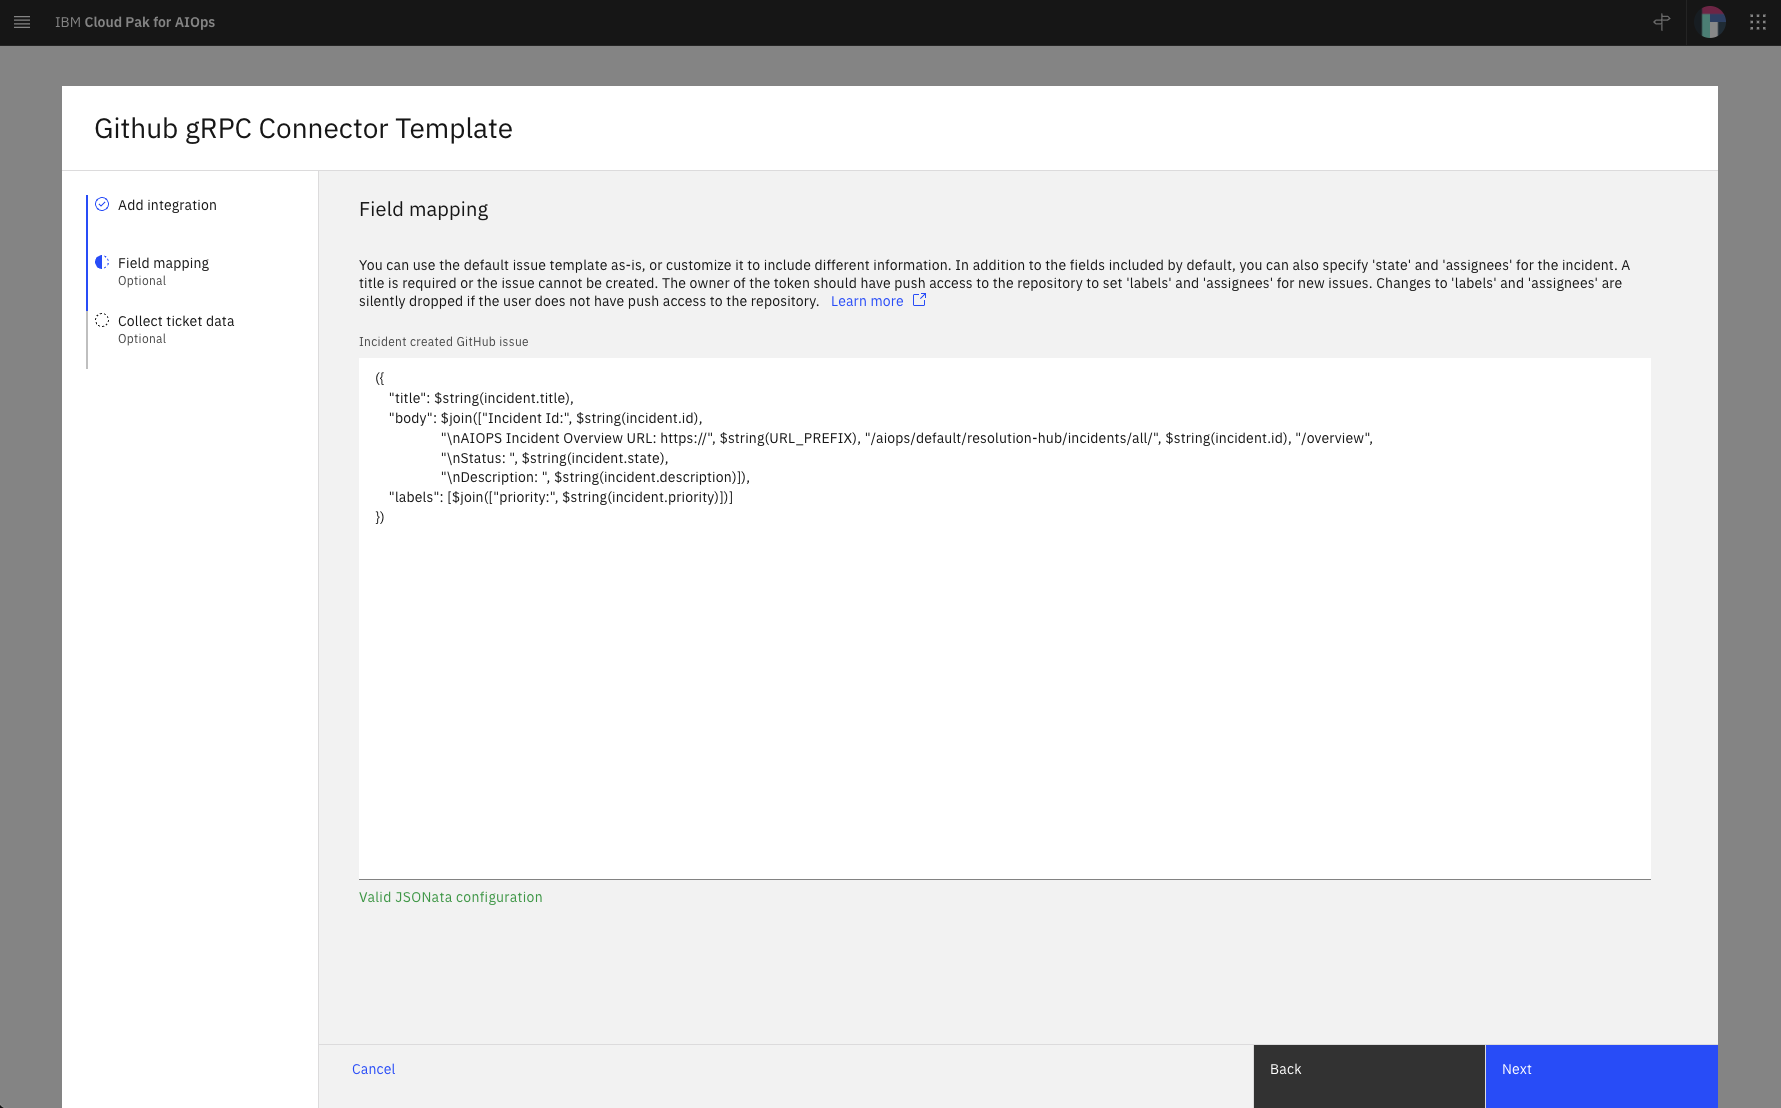 IBM Cloud Pak for AIOps
Github gRPC Connector Template
Add integration
Field mapping
Optional
Collect ticket data
Optional
Field mapping
You can use the default issue template as-is, or customize it to include different information. In addition to the fields included by default, you can also specify 'state' and 'assignees' for the incident. A
title is required or the issue cannot be created. The owner of the token should have push access to the repository to set 'labels' and 'assignees' for new issues. Changes to 'labels' and 'assignees' are
silently dropped if the user does not have push access to the repository. Learn more
Incident created GitHub issue
({
"title": $string(incident.title),
"body": $join(["Incident Id:", $string(incident.id),
"\nAIOPS Incident Overview URL: https://", $string(URL_PREFIX), "/aiops/default/resolution-hub/incidents/all/", $string(incident.id), "/overview",
"\nStatus: ", $string(incident.state),
"\nDescription: ", $string(incident.description)]),
"labels": [$join(["priority:", $string(incident.priority)])]
})
Valid JSONata configuration
Cancel
Back
Next